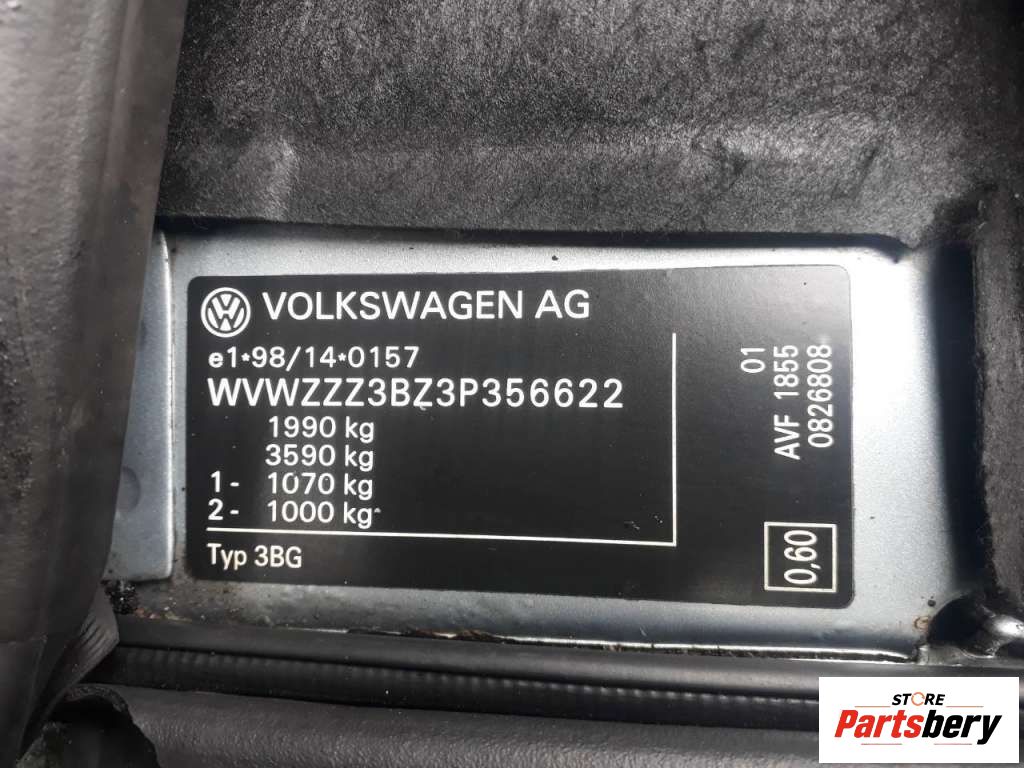 VOLKSWAGEN AG
e1*98/14*0157
WVWZZZ3BZ3P356622
1990 kg
3590 kg
1- 1070 kg
2- 1000 kg
Typ 3BG
01
AVF 1855
0826808
0,60
STORE
Partsbery